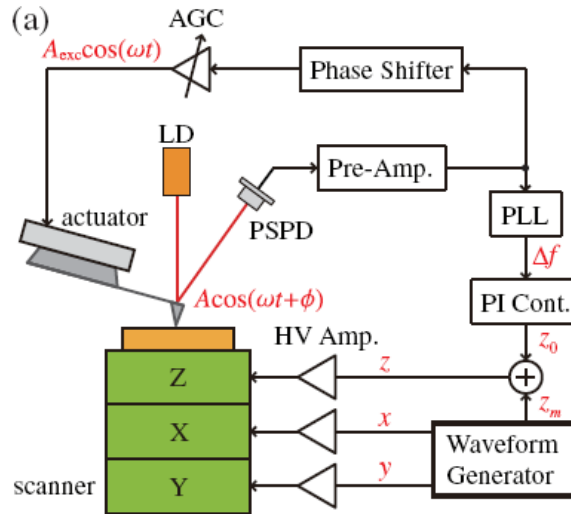 (a)
AGC
A_exc cos(ωt)
Phase Shifter
LD
Pre-Amp.
actuator
PSPD
PLL
Δf
Acos(ωt+ϕ)
PI Cont.
HV Amp.
z_0
Z
z
+
z_m
X
x
Waveform
Generator
scanner
Y
y